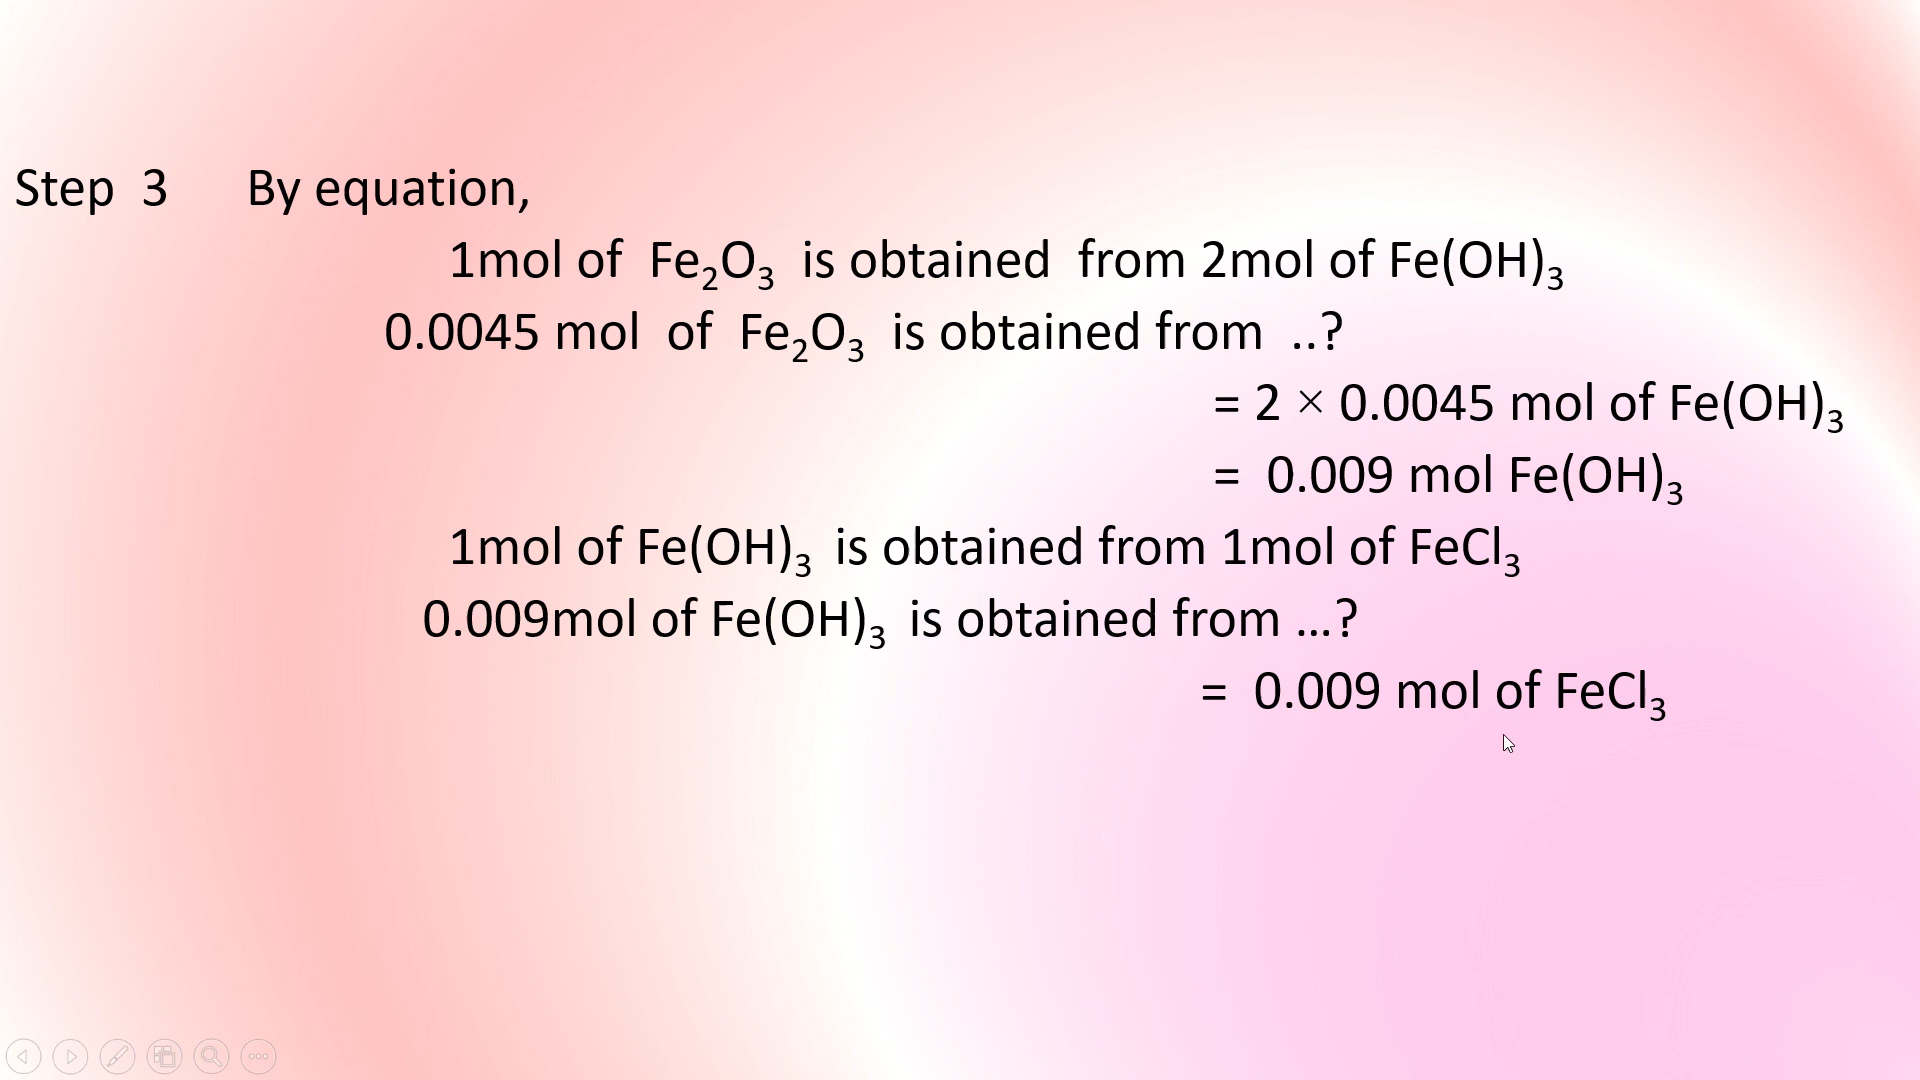 Step 3 By equation,
1mol of Fe₂O₃ is obtained from 2mol of Fe(OH)₃
0.0045 mol of Fe₂O₃ is obtained from ..?
= 2 × 0.0045 mol of Fe(OH)₃
= 0.009 mol Fe(OH)₃
1mol of Fe(OH)₃ is obtained from 1mol of FeCl₃
0.009mol of Fe(OH)₃ is obtained from ...?
= 0.009 mol of FeCl₃